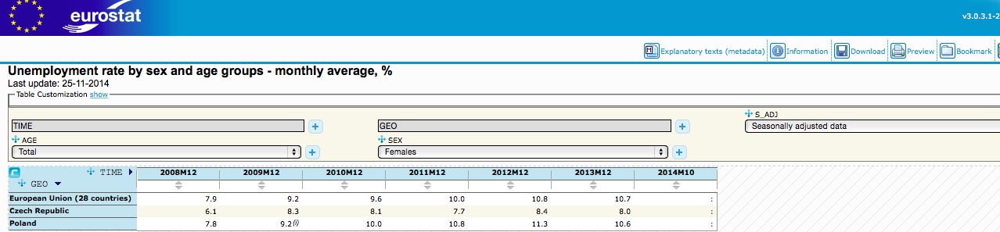 eurostat
v3.0.3.1-2
Explanatory texts (metadata) Information Download Preview Bookmark
Unemployment rate by sex and age groups - monthly average, %
Last update: 25-11-2014
Table Customization show
S_ADJ
TIME + GEO + Seasonally adjusted data
AGE SEX
Total + Females +
TIME 2008M12 2009M12 2010M12 2011M12 2012M12 2013M12 2014M10
GEO
European Union (28 countries) 7.9 9.2 9.6 10.0 10.8 10.7 :
Czech Republic 6.1 8.3 8.1 7.7 8.4 8.0 :
Poland 7.8 9.2(i) 10.0 10.8 11.3 10.6 :